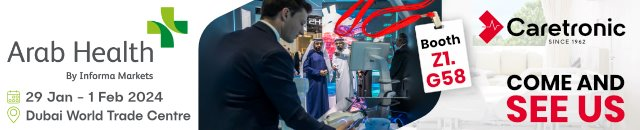 Arab Health
By Informa Markets
29 Jan – 1 Feb 2024
Dubai World Trade Centre
Booth
Z1.
G58
Caretronic
SINCE 1962
COME AND
SEE US